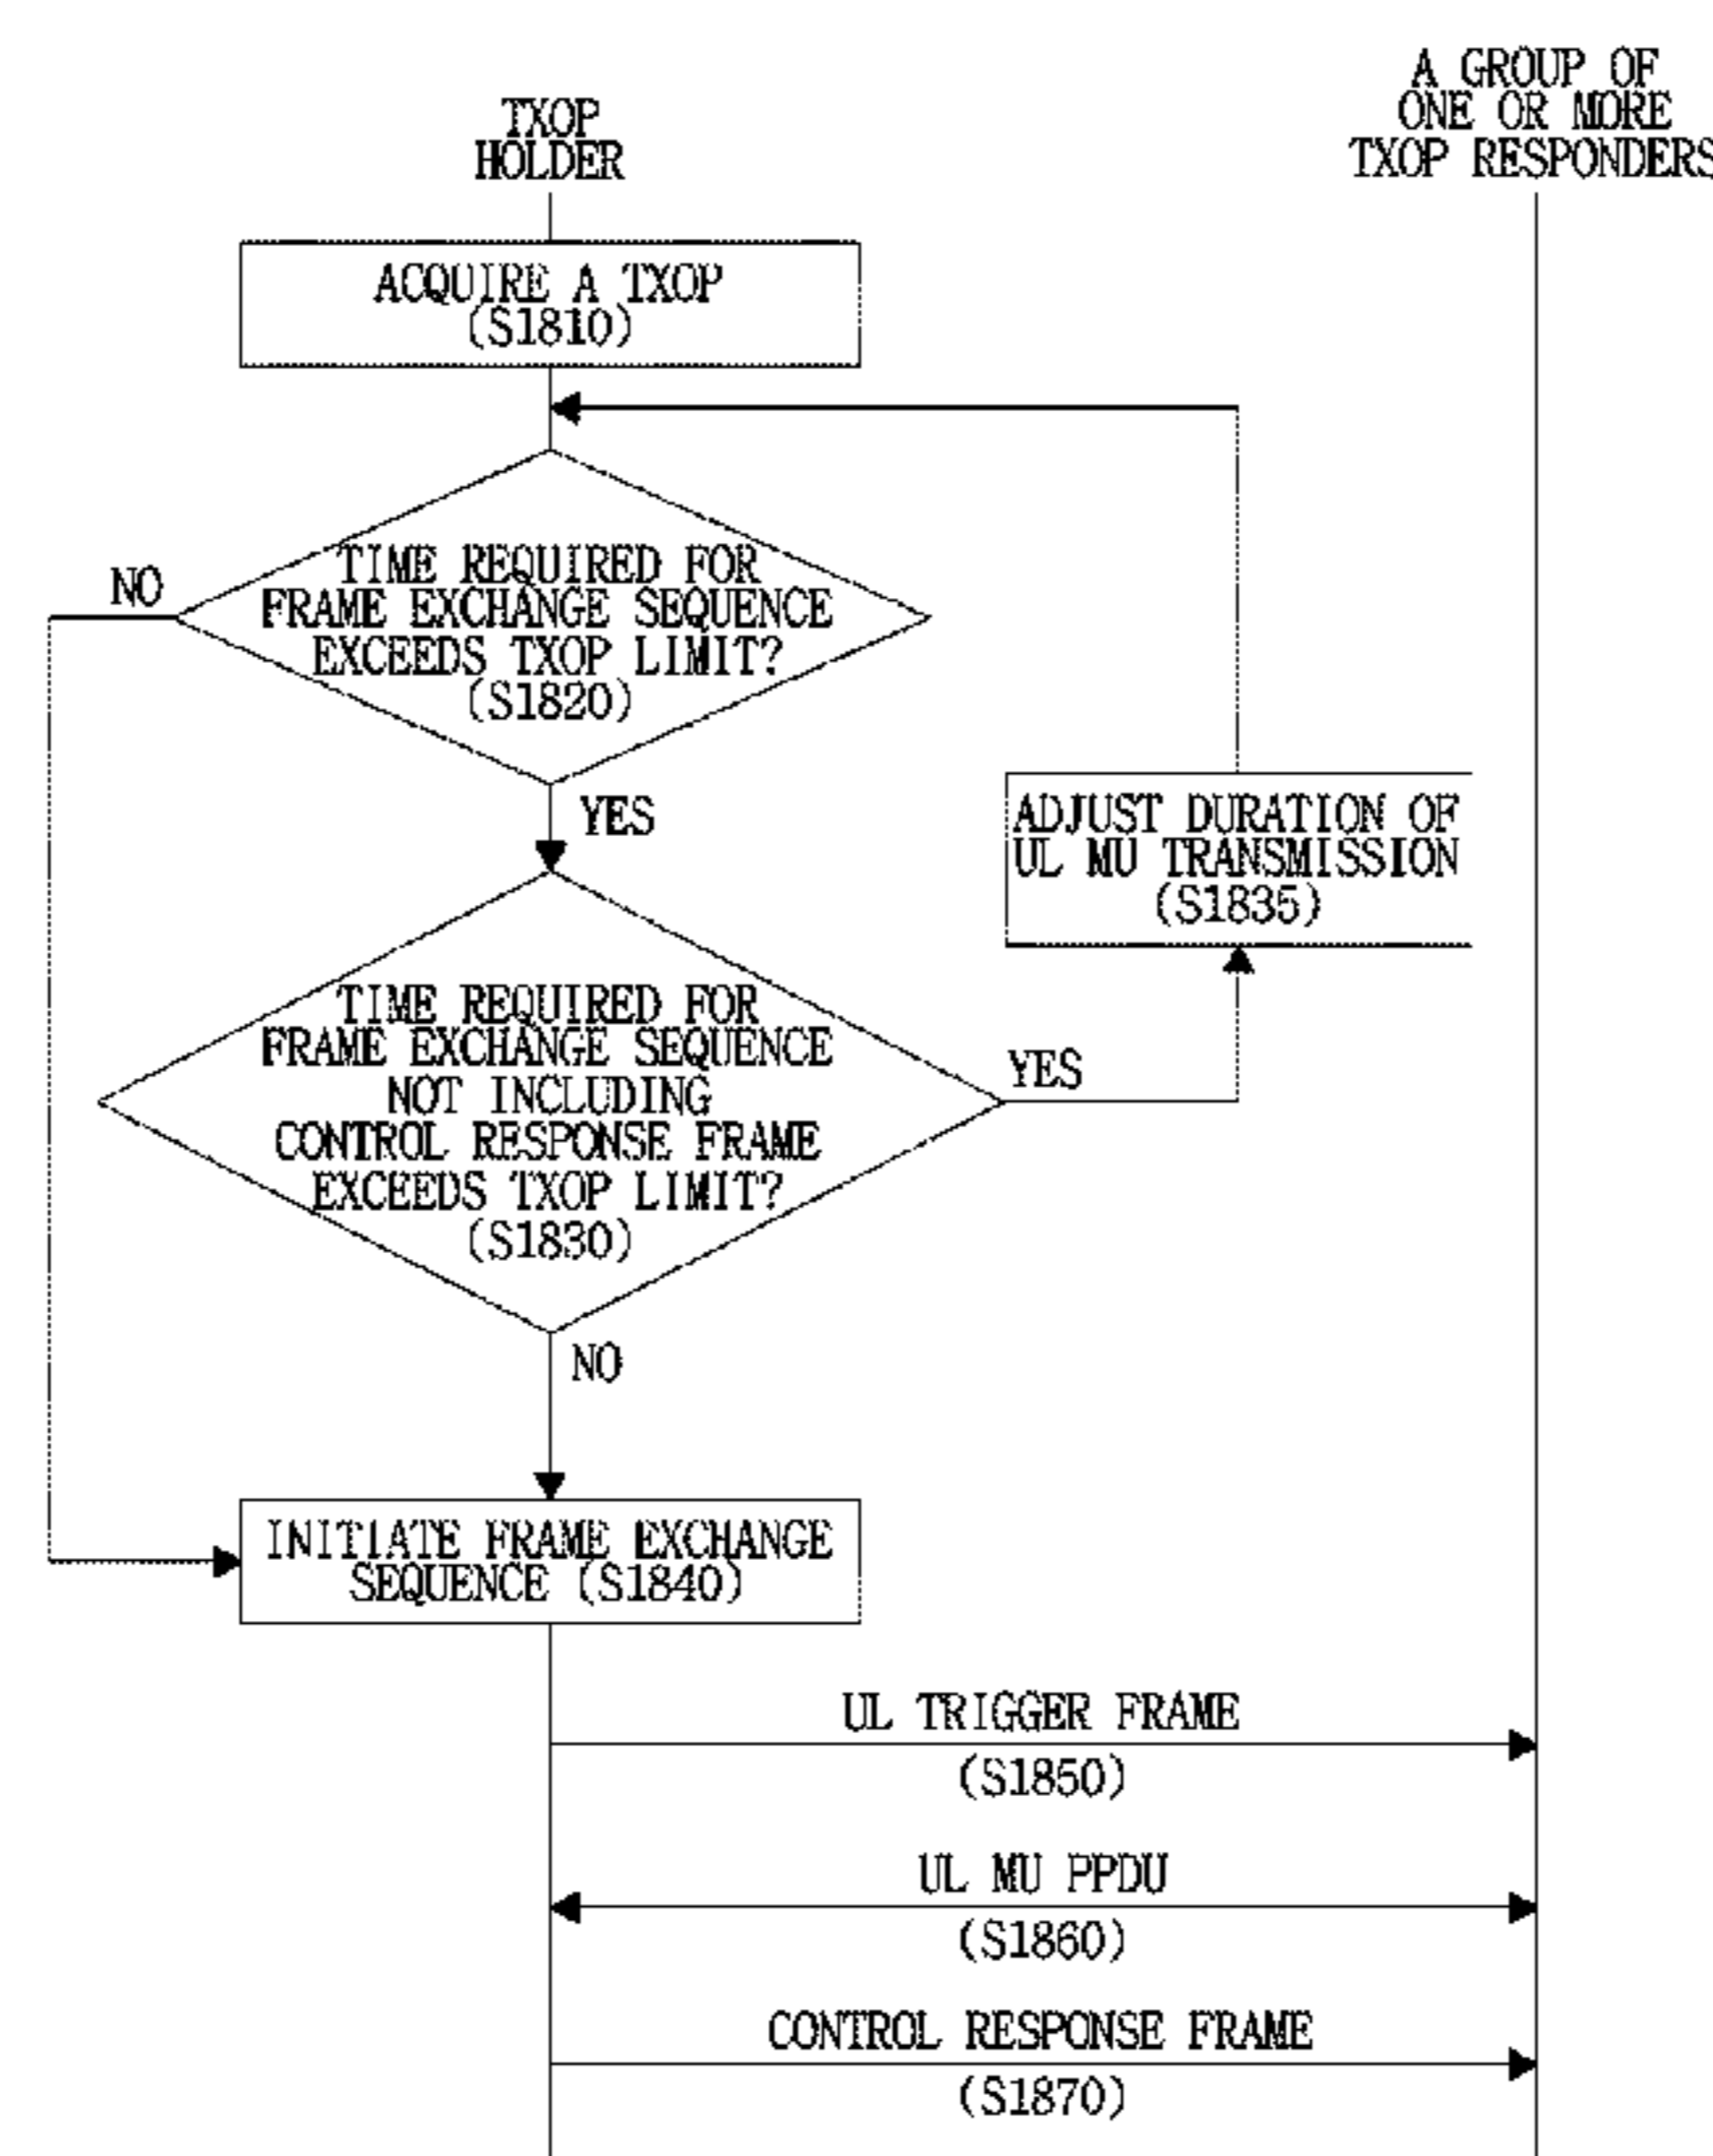 A GROUP OF
ONE OR MORE
TXOP RESPONDERS
TXOP
HOLDER
ACQUIRE A TXOP
(S1810)
TIME REQUIRED FOR
FRAME EXCHANGE SEQUENCE
EXCEEDS TXOP LIMIT?
(S1820)
NO
YES
ADJUST DURATION OF
UL MU TRANSMISSION
(S1835)
TIME REQUIRED FOR
FRAME EXCHANGE SEQUENCE
NOT INCLUDING
CONTROL RESPONSE FRAME
EXCEEDS TXOP LIMIT?
(S1830)
YES
NO
INITIATE FRAME EXCHANGE
SEQUENCE (S1840)
UL TRIGGER FRAME
(S1850)
UL MU PPDU
(S1860)
CONTROL RESPONSE FRAME
(S1870)